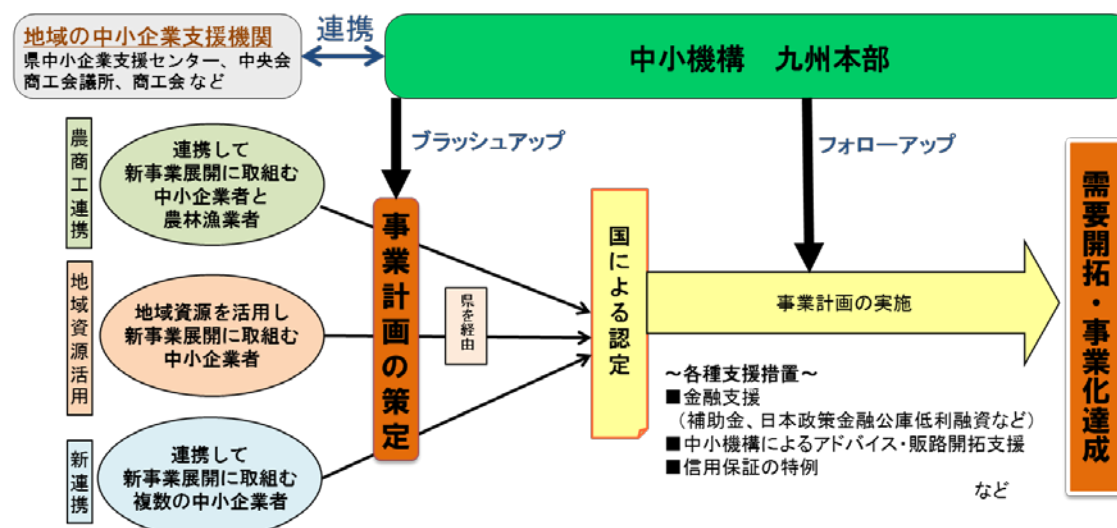 地域の中小企業支援機関
県中小企業支援センター、中央会
商工会議所、商工会 など
連携
中小機構　九州本部
ブラッシュアップ
フォローアップ
農商工連携
連携して
新事業展開に取組む
中小企業者と
農林漁業者
地域資源活用
地域資源を活用し
新事業展開に取組む
中小企業者
新連携
連携して
新事業展開に取組む
複数の中小企業者
事業計画の策定
県を経由
国による認定
事業計画の実施
～各種支援措置～
■金融支援
（補助金、日本政策金融公庫低利融資など）
■中小機構によるアドバイス・販路開拓支援
■信用保証の特例
など
需要開拓・事業化達成